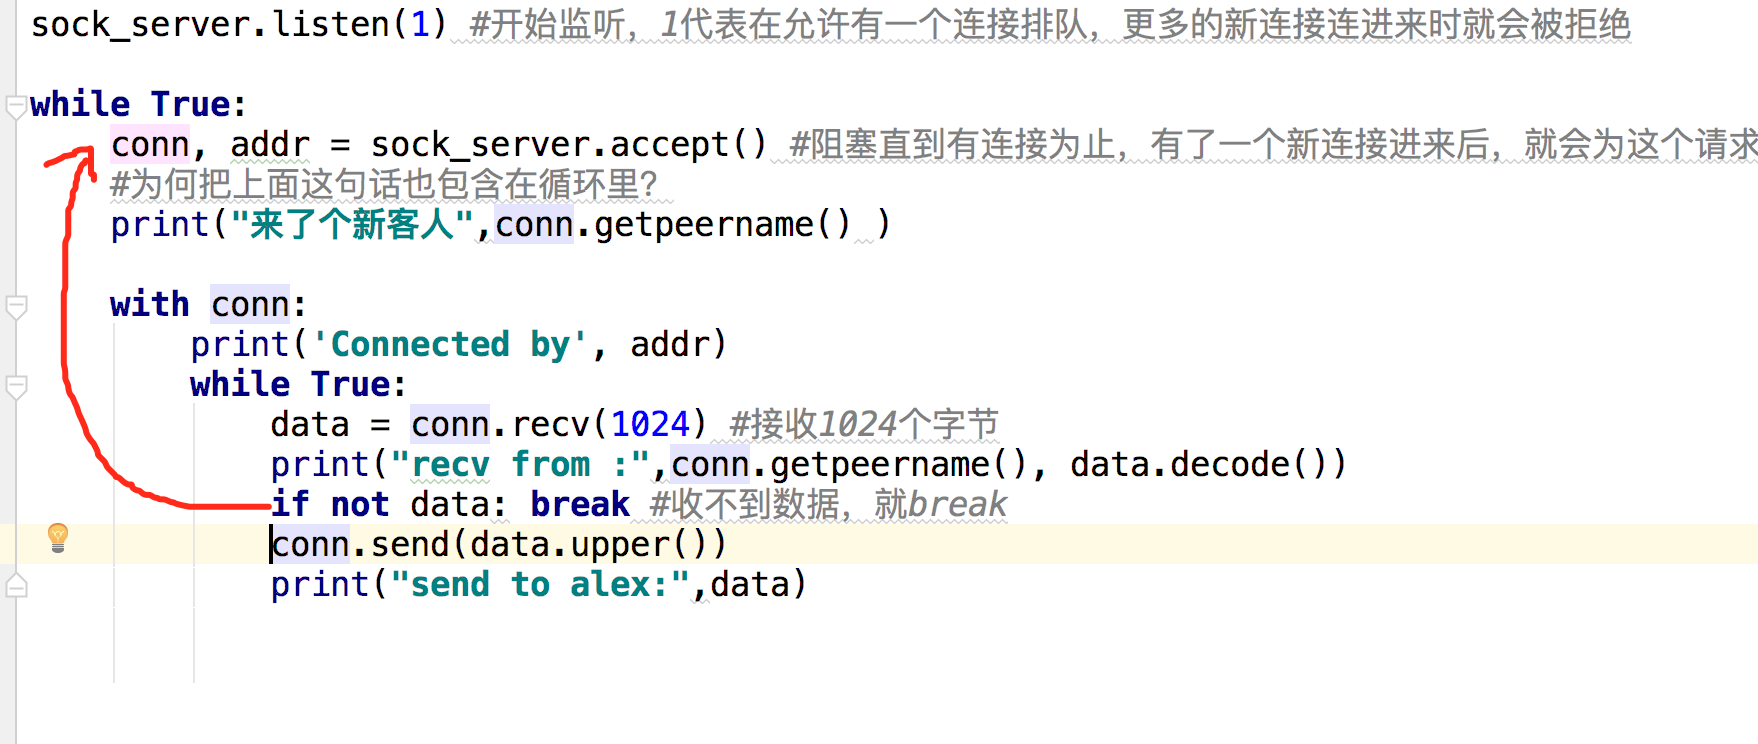 sock_server.listen(1) #开始监听，1代表在允许有一个连接排队，更多的新连接连进来时就会被拒绝
while True:
conn, addr = sock_server.accept() #阻塞直到有连接为止，有了一个新连接进来后，就会为这个请求
#为何把上面这句话也包含在循环里？
print("来了个新客人",conn.getpeername() )
with conn:
print('Connected by', addr)
while True:
data = conn.recv(1024) #接收1024个字节
print("recv from :",conn.getpeername(), data.decode())
if not data: break #收不到数据，就break
conn.send(data.upper())
print("send to alex:",data)